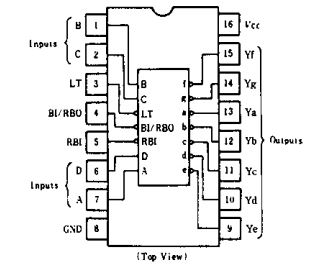 B 1 16 Vcc
Inputs
C 2 B f 15 Yf
C g
LT 3 LT a 14 Yg
BI/RBO 4 BI/RBO b 13 Ya
RBI 5 RBI c 12 Yb
Outputs
D 6 D d 11 Yc
Inputs
A 7 A e 10 Yd
GND 8 9 Ye
(Top View)